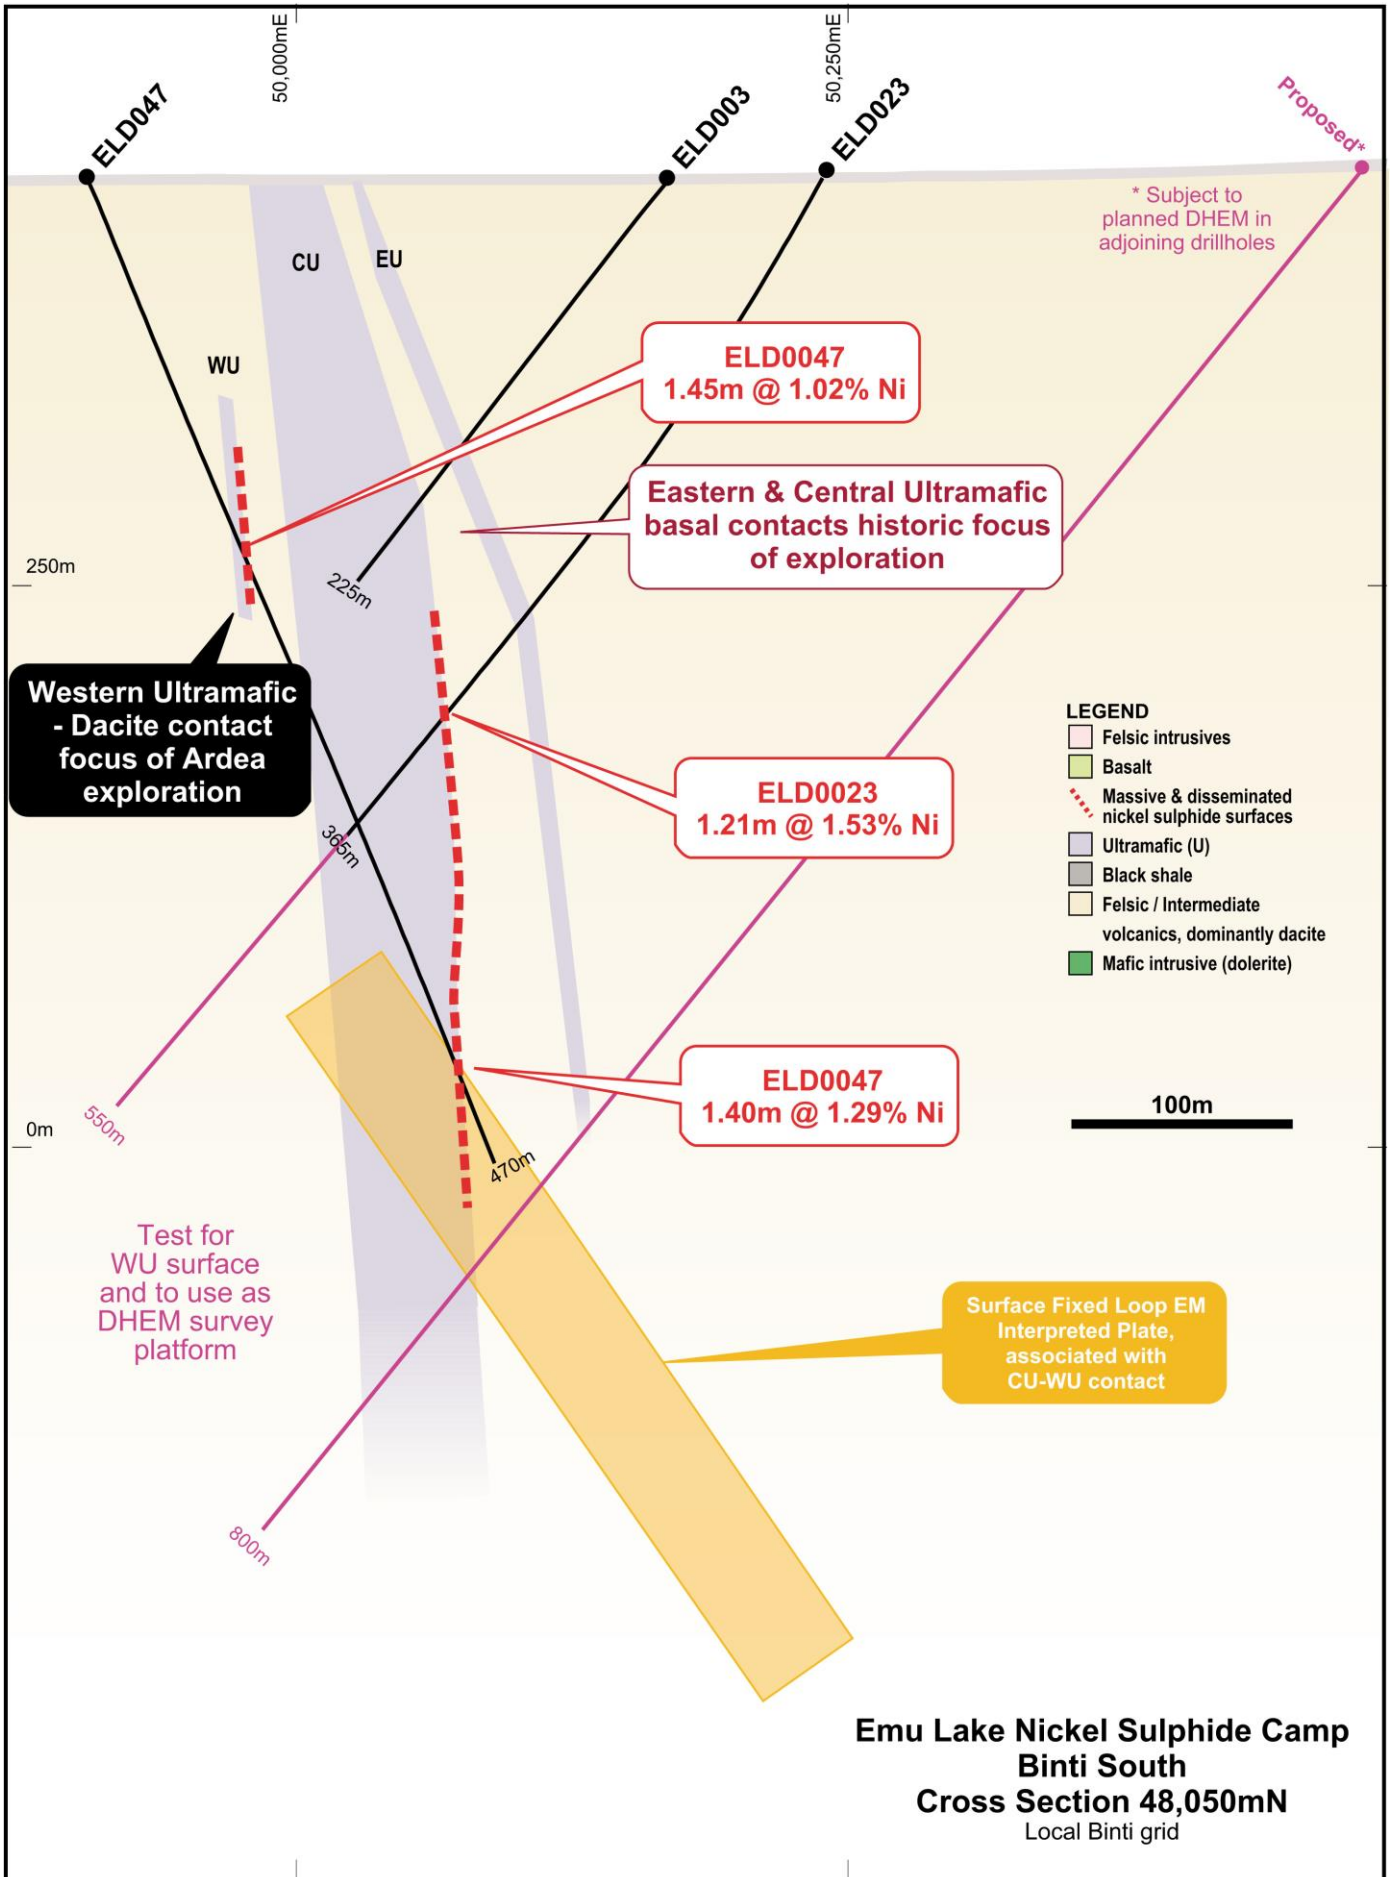 50,000mE
50,250mE
ELD047
ELD003
ELD023
Proposed*
* Subject to
planned DHEM in
adjoining drillholes
CU
EU
WU
ELD0047
1.45m @ 1.02% Ni
Eastern & Central Ultramafic
basal contacts historic focus
of exploration
250m
225m
Western Ultramafic
- Dacite contact
focus of Ardea
exploration
LEGEND
Felsic intrusives
Basalt
Massive & disseminated
nickel sulphide surfaces
Ultramafic (U)
Black shale
Felsic / Intermediate
volcanics, dominantly dacite
Mafic intrusive (dolerite)
ELD0023
1.21m @ 1.53% Ni
365m
ELD0047
1.40m @ 1.29% Ni
100m
550m
0m
470m
Test for
WU surface
and to use as
DHEM survey
platform
Surface Fixed Loop EM
Interpreted Plate,
associated with
CU-WU contact
800m
Emu Lake Nickel Sulphide Camp
Binti South
Cross Section 48,050mN
Local Binti grid